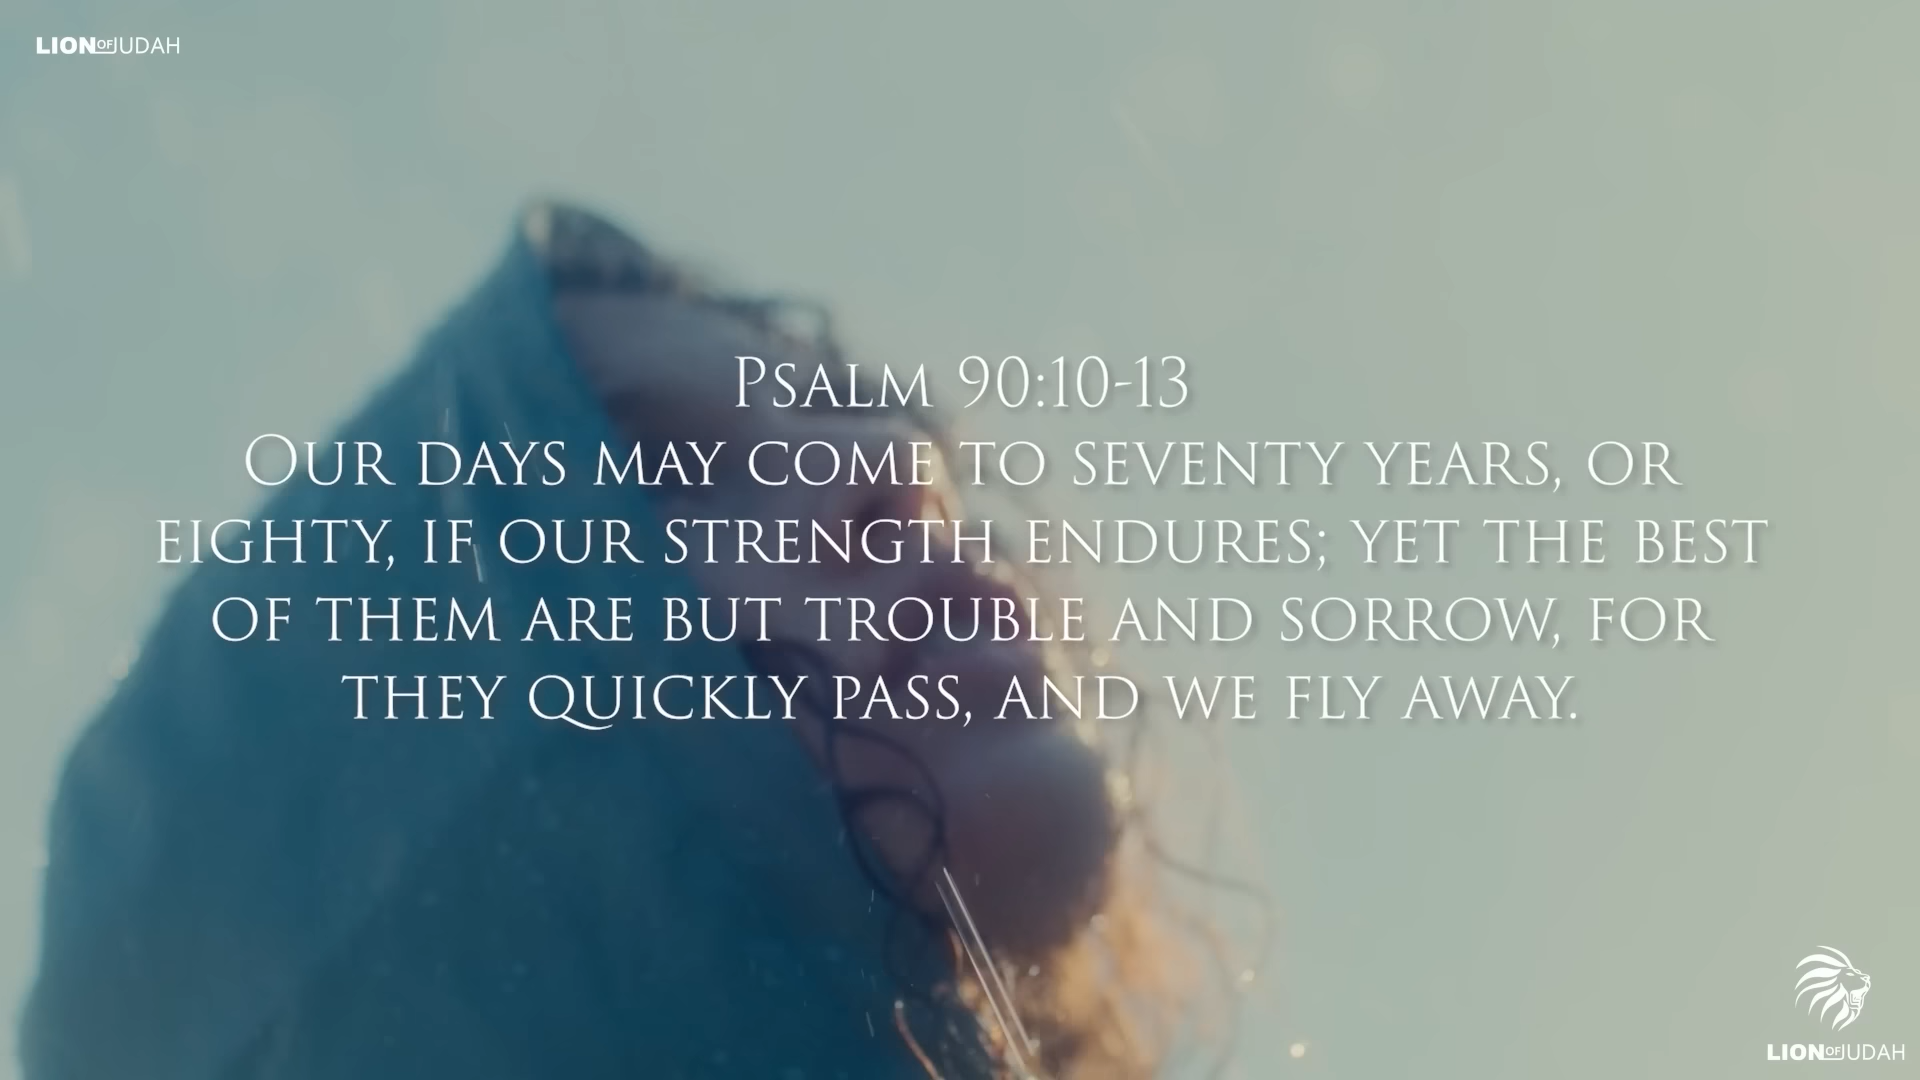 LION OF JUDAH
Psalm 90:10-13
Our days may come to seventy years, or
eighty, if our strength endures; yet the best
of them are but trouble and sorrow, for
they quickly pass, and we fly away.
LION OF JUDAH